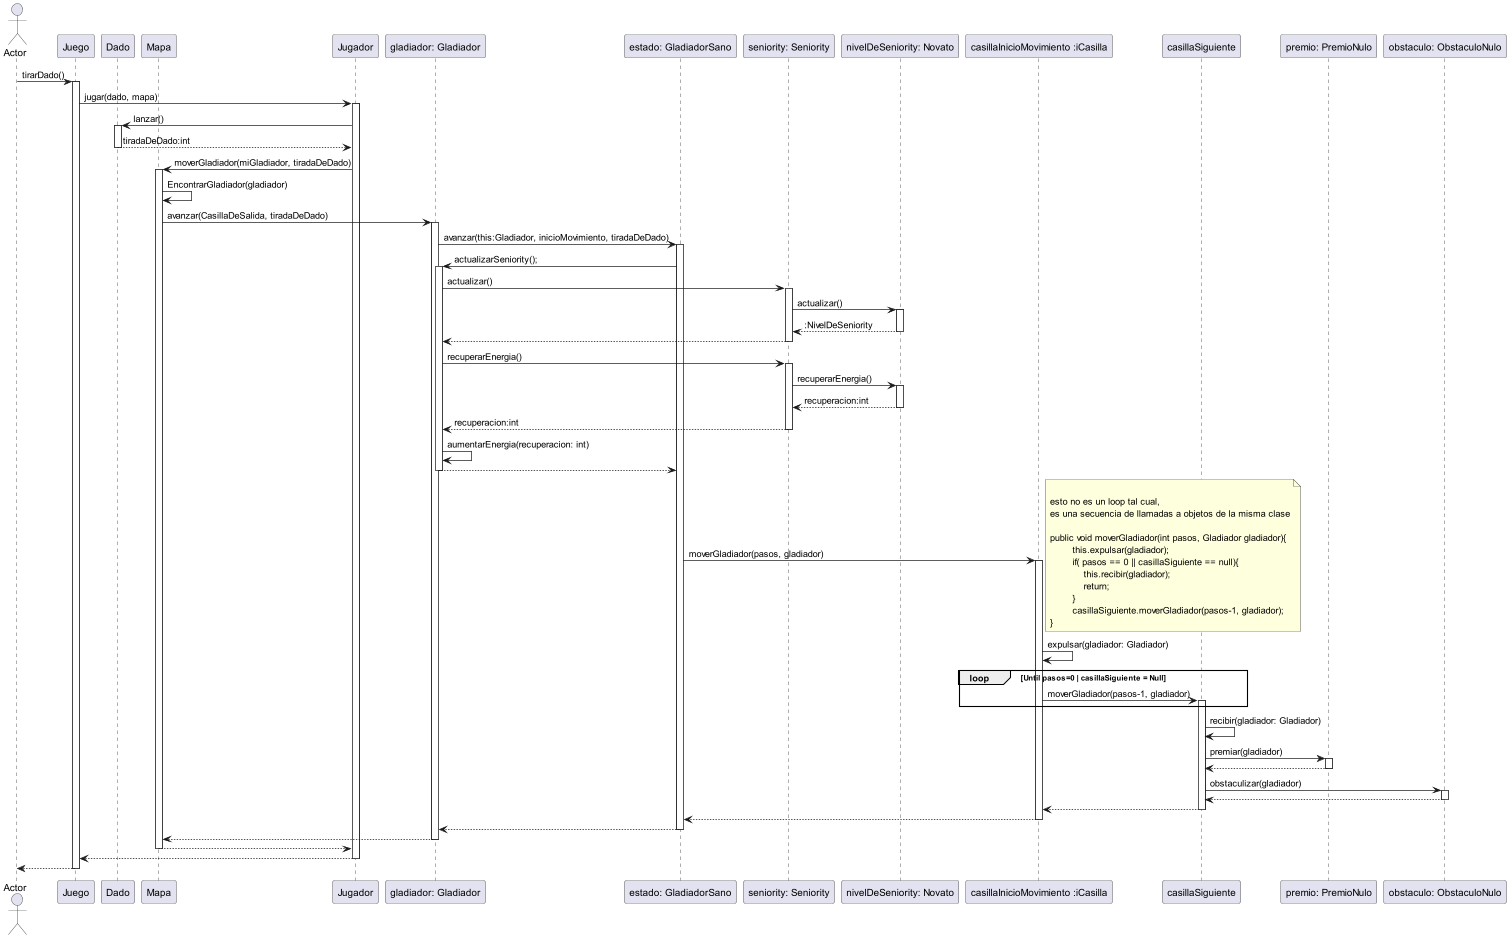 Actor
Juego
Dado
Mapa
Jugador
gladiador: Gladiador
estado: GladiadorSano
seniority: Seniority
nivelDeSeniority: Novato
casillaInicioMovimiento :iCasilla
casillaSiguiente
premio: PremioNulo
obstaculo: ObstaculoNulo
tirarDado()
jugar(dado, mapa)
lanzar()
tiradaDeDado:int
moverGladiador(miGladiador, tiradaDeDado)
EncontrarGladiador(gladiador)
avanzar(CasillaDeSalida, tiradaDeDado)
avanzar(this:Gladiador, inicioMovimiento, tiradaDeDado)
actualizarSeniority();
actualizar()
actualizar()
:NivelDeSeniority
recuperarEnergia()
recuperarEnergia()
recuperacion:int
recuperacion:int
aumentarEnergia(recuperacion: int)
esto no es un loop tal cual,
es una secuencia de llamadas a objetos de la misma clase
public void moverGladiador(int pasos, Gladiador gladiador){
this.expulsar(gladiador);
if( pasos == 0 || casillaSiguiente == null){
this.recibir(gladiador);
return;
}
casillaSiguiente.moverGladiador(pasos-1, gladiador);
}
moverGladiador(pasos, gladiador)
expulsar(gladiador: Gladiador)
loop [Until pasos=0 | casillaSiguiente = Null]
moverGladiador(pasos-1, gladiador)
recibir(gladiador: Gladiador)
premiar(gladiador)
obstaculizar(gladiador)
Actor
Juego
Dado
Mapa
Jugador
gladiador: Gladiador
estado: GladiadorSano
seniority: Seniority
nivelDeSeniority: Novato
casillaInicioMovimiento :iCasilla
casillaSiguiente
premio: PremioNulo
obstaculo: ObstaculoNulo